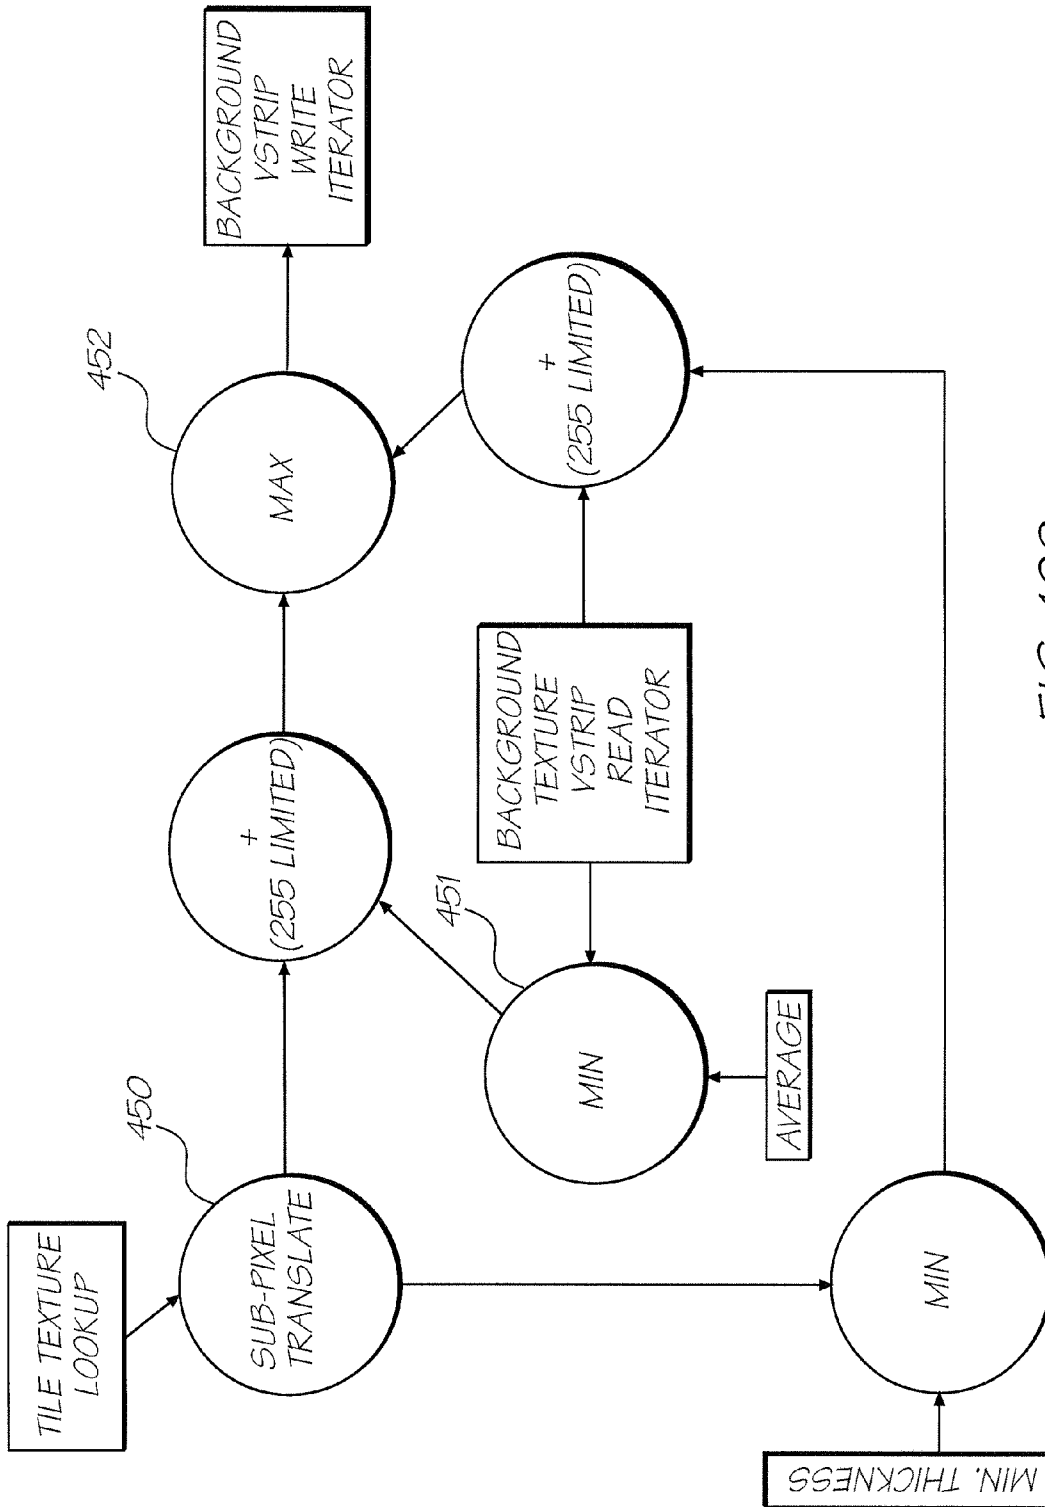 TILE TEXTURE
LOOKUP
450
SUB-PIXEL
TRANSLATE
+
(255 LIMITED)
452
MAX
BACKGROUND
VSTRIP
WRITE
ITERATOR
451
MIN
AVERAGE
BACKGROUND
TEXTURE
VSTRIP
READ
ITERATOR
+
(255 LIMITED)
MIN. THICKNESS
MIN
FIG.